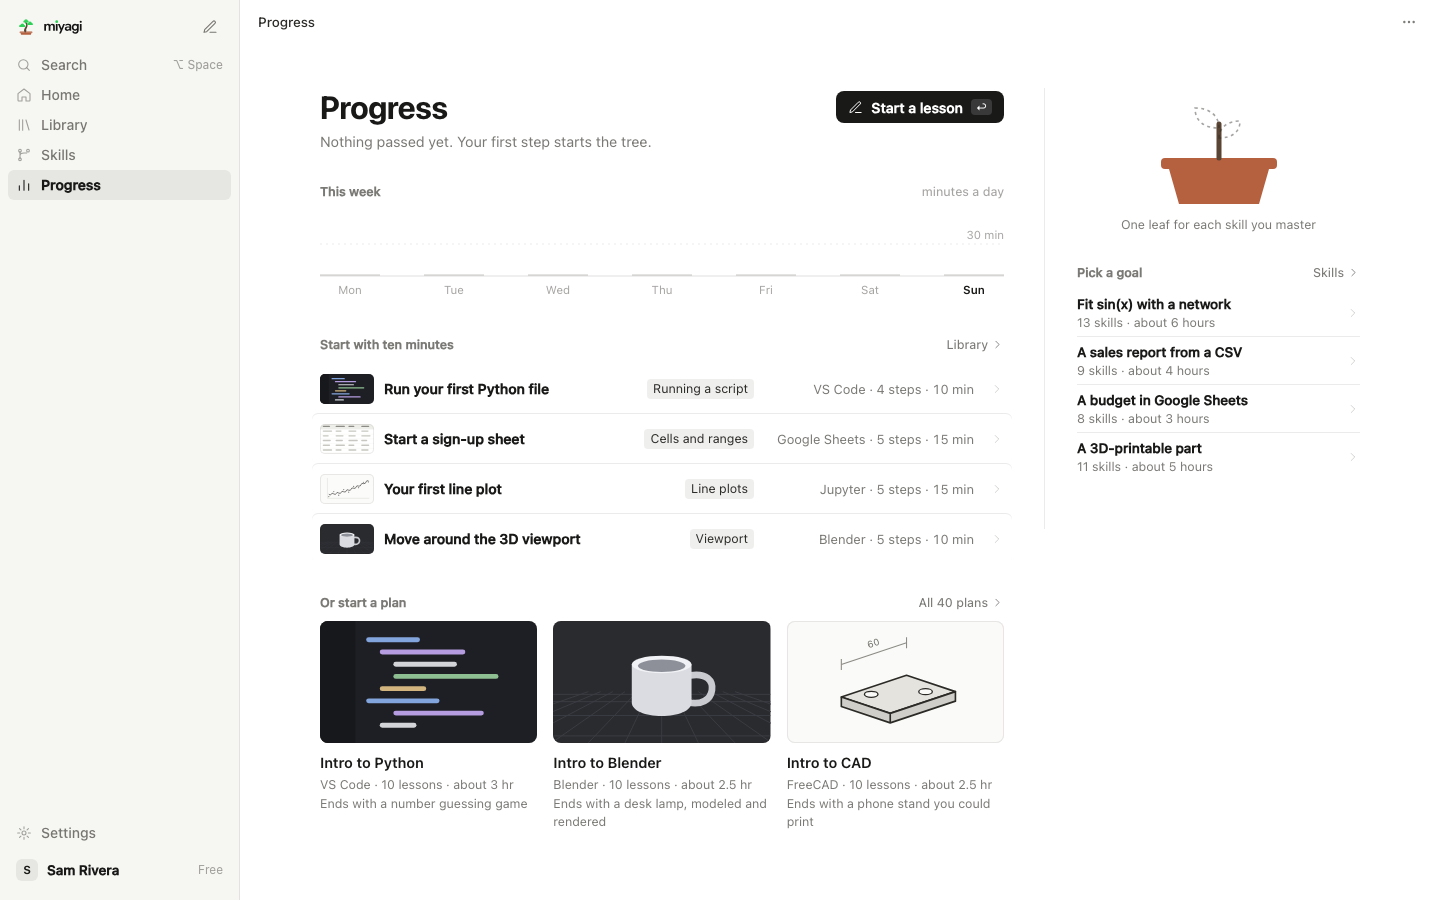 miyagi
Search
⌥ Space
Home
Library
Skills
Progress
Settings
S
Sam Rivera
Free
Progress
Progress
Nothing passed yet. Your first step starts the tree.
Start a lesson
This week
minutes a day
30 min
Mon
Tue
Wed
Thu
Fri
Sat
Sun
Start with ten minutes
Library
Run your first Python file
Running a script
VS Code · 4 steps · 10 min
Start a sign-up sheet
Cells and ranges
Google Sheets · 5 steps · 15 min
Your first line plot
Line plots
Jupyter · 5 steps · 15 min
Move around the 3D viewport
Viewport
Blender · 5 steps · 10 min
Or start a plan
All 40 plans
60
Intro to Python
VS Code · 10 lessons · about 3 hr
Ends with a number guessing game
Intro to Blender
Blender · 10 lessons · about 2.5 hr
Ends with a desk lamp, modeled and
rendered
Intro to CAD
FreeCAD · 10 lessons · about 2.5 hr
Ends with a phone stand you could
print
One leaf for each skill you master
Pick a goal
Skills
Fit sin(x) with a network
13 skills · about 6 hours
A sales report from a CSV
9 skills · about 4 hours
A budget in Google Sheets
8 skills · about 3 hours
A 3D-printable part
11 skills · about 5 hours